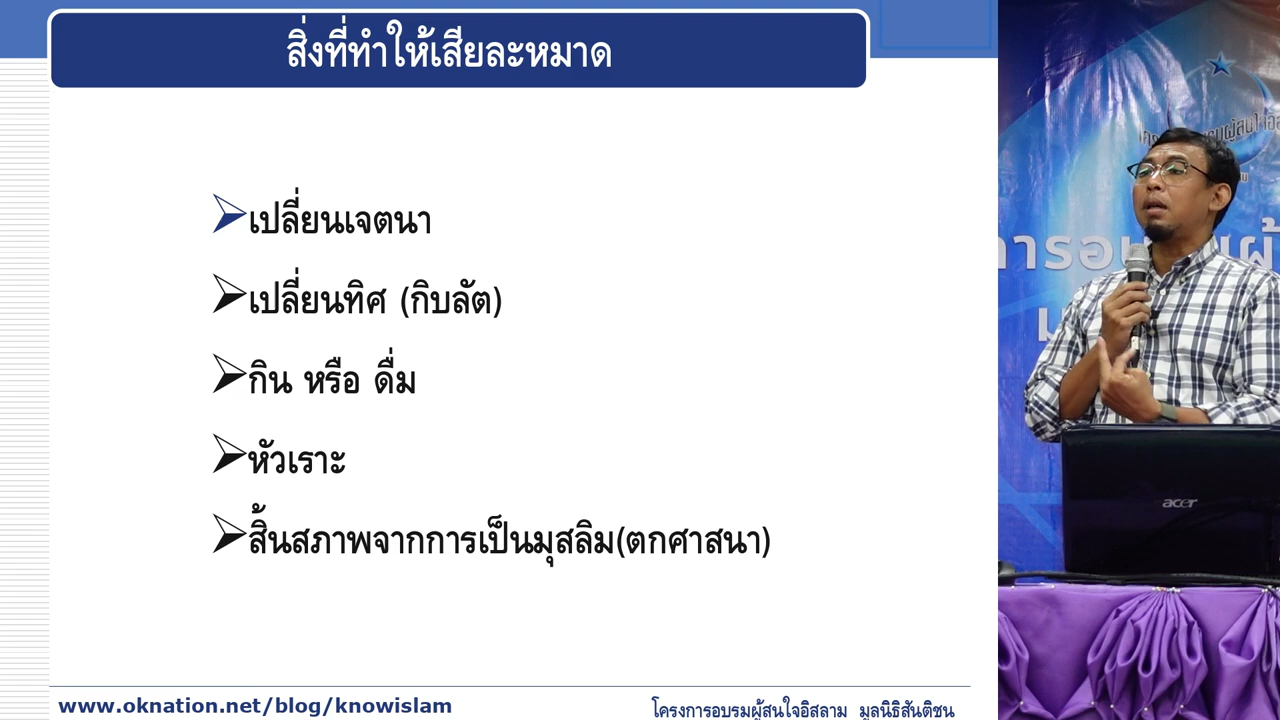 สิ่งที่ทำให้เสียละหมาด
เปลี่ยนเจตนา
เปลี่ยนทิศ (กิบลัต)
กิน หรือ ดื่ม
หัวเราะ
สิ้นสภาพจากการเป็นมุสลิม(ตกศาสนา)
www.oknation.net/blog/knowislam
โครงการอบรมผู้สนใจอิสลาม มูลนิธิสันติชน
acer